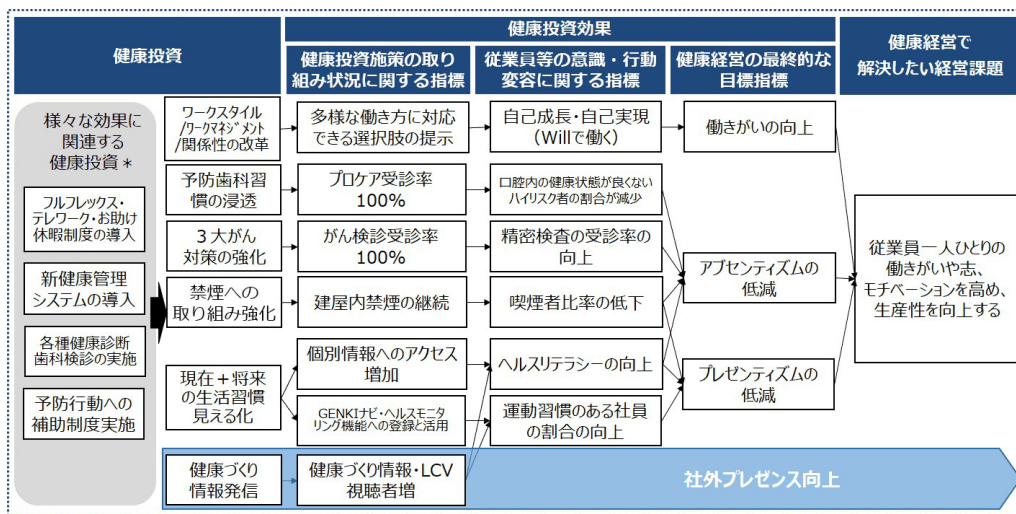 健康投資
健康投資効果
健康経営で
解決したい経営課題
健康投資施策の取り
組み状況に関する指標
従業員等の意識・行動
変容に関する指標
健康経営の最終的な
目標指標
様々な効果に
関連する
健康投資＊
フルフレックス・
テレワーク・お助け
休暇制度の導入
新健康管理
システムの導入
各種健康診断
歯科検診の実施
予防行動への
補助制度実施
ワークスタイル
/ワークマネジメント
/関係性の改革
多様な働き方に対応
できる選択肢の提示
自己成長・自己実現
（Willで働く）
働きがいの向上
予防歯科習
慣の浸透
プロケア受診率
100%
口腔内の健康状態が良くない
ハイリスク者の割合が減少
３大がん
対策の強化
がん検診受診率
100%
精密検査の受診率の
向上
アブセンティズムの
低減
禁煙への
取り組み強化
建屋内禁煙の継続
喫煙者比率の低下
現在＋将来
の生活習慣
見える化
個別情報へのアクセス
増加
ヘルスリテラシーの向上
プレゼンティズムの
低減
GENKIナビ・ヘルスモニタ
リング機能への登録と活用
運動習慣のある社員
の割合の向上
従業員一人ひとりの
働きがいや志、
モチベーションを高め、
生産性を向上する
健康づくり
情報発信
健康づくり情報・LCV
視聴者増
社外プレゼンス向上